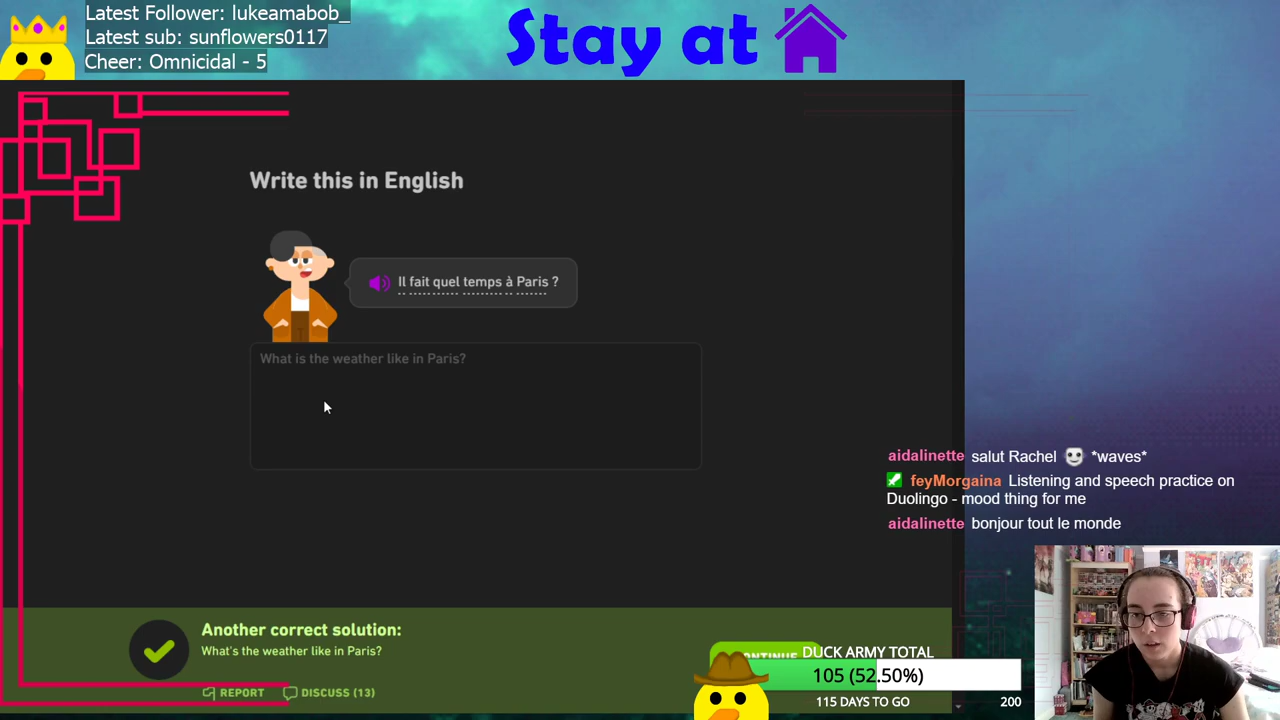 Latest Follower: lukeamabob_
Latest sub: sunflowers0117
Cheer: Omnicidal - 5
Stay at
Write this in English
Il fait quel temps à Paris ?
What is the weather like in Paris?
aidalinette salut Rachel *waves*
feyMorgaina Listening and speech practice on
Duolingo - mood thing for me
aidalinette bonjour tout le monde
Another correct solution:
What's the weather like in Paris?
REPORT
DISCUSS (13)
CONTINUE
DUCK ARMY TOTAL
105 (52.50%)
115 DAYS TO GO
200